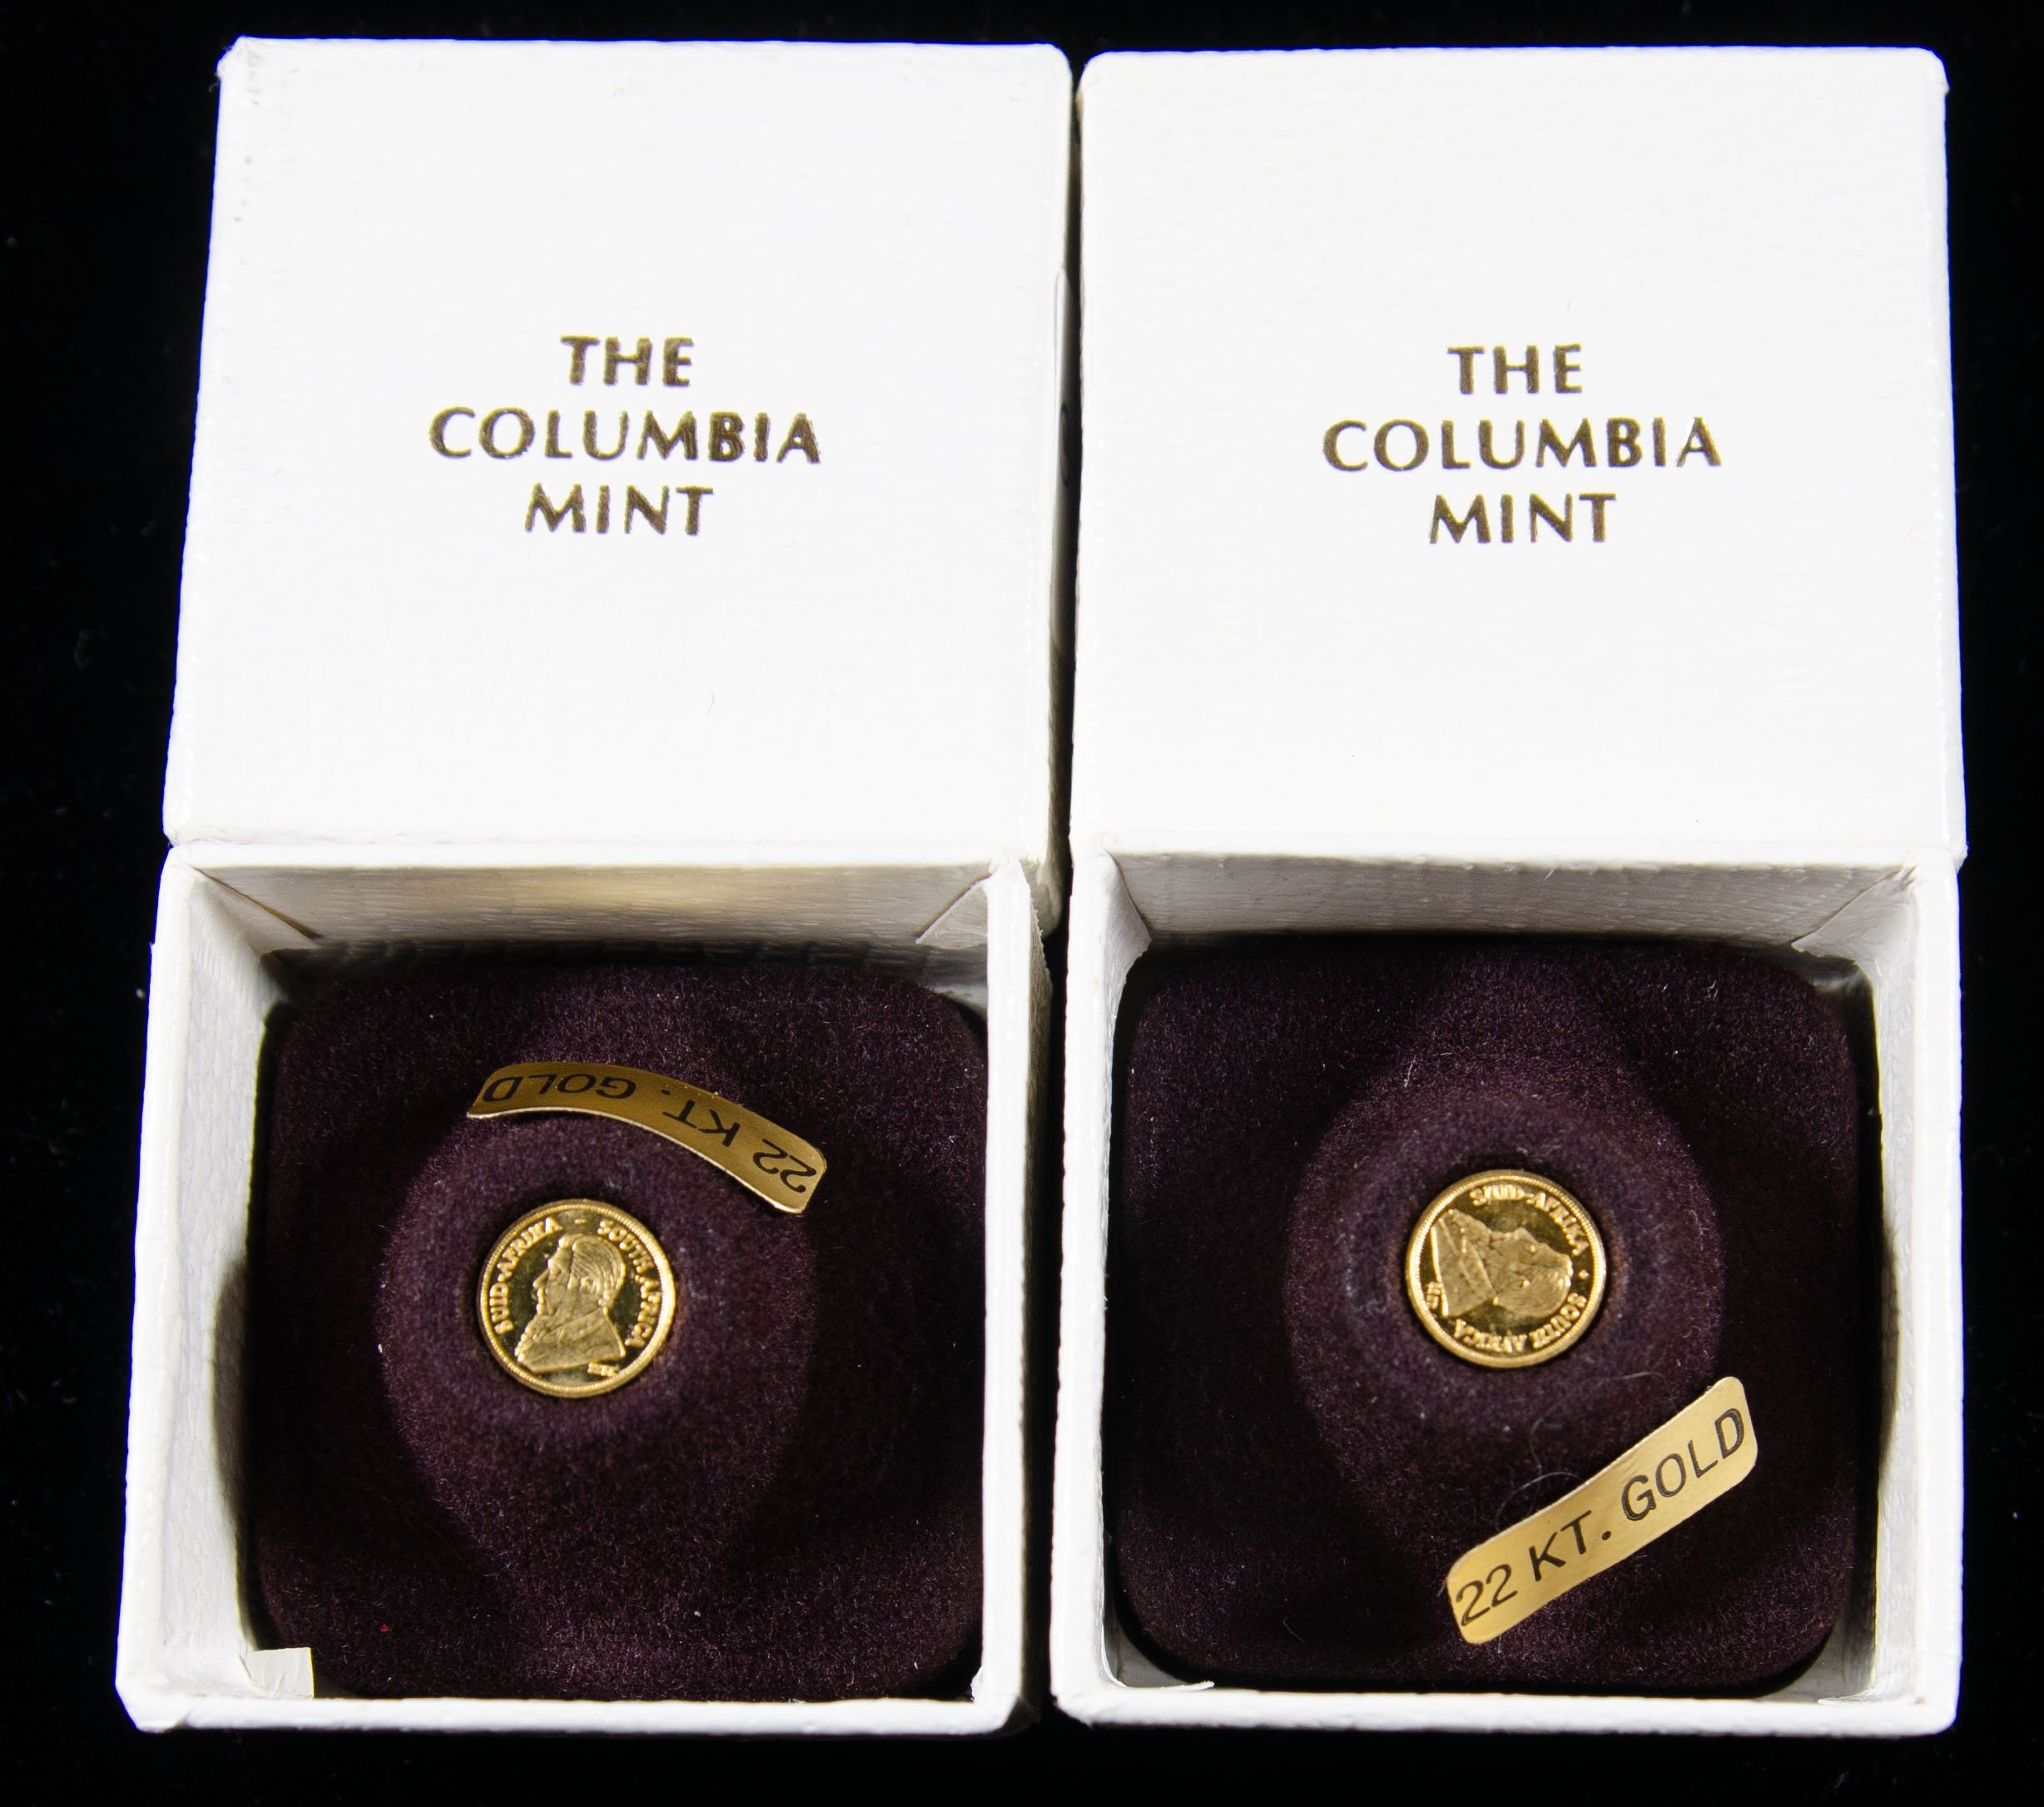 THE
COLUMBIA
MINT
THE
COLUMBIA
MINT
22 KT. GOLD
SUID-AFRIKA - SOUTH AFRICA
SUID-AFRIKA • SOUTH AFRICA
22 KT. GOLD